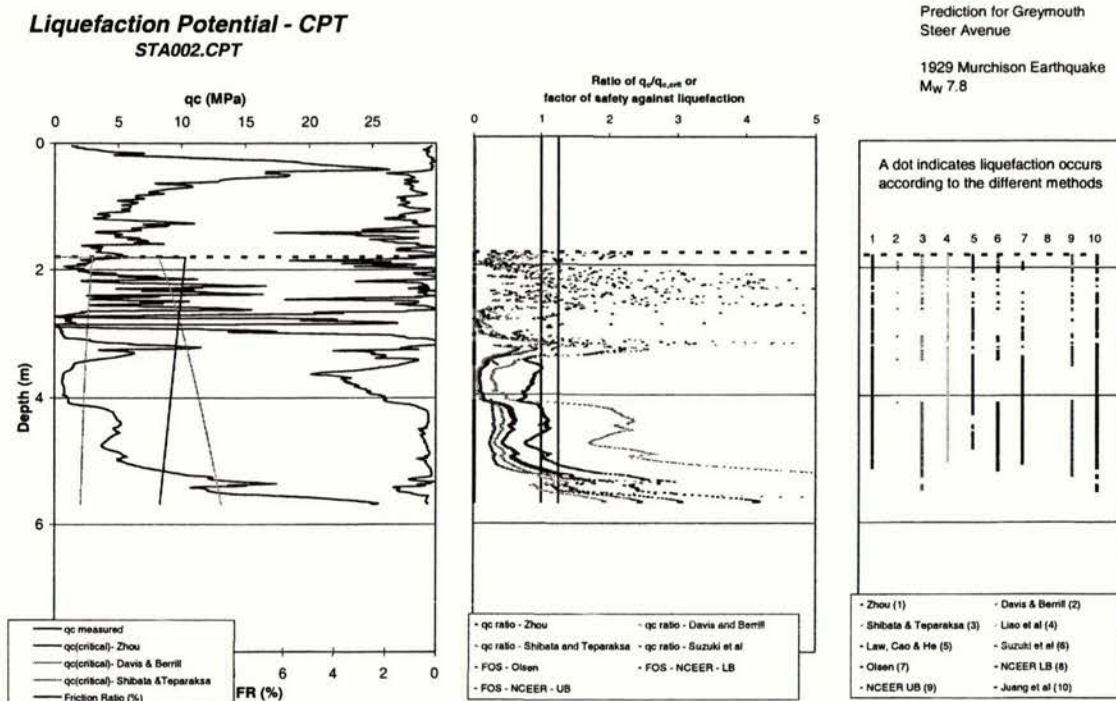 Liquefaction Potential - CPT
STA002.CPT
Prediction for Greymouth
Steer Avenue
1929 Murchison Earthquake
MW 7.8
qc (MPa)
0 5 10 15 20 25
Depth (m)
0
2
4
6
8 6 4 2 0
FR (%)
qc measured
qc(critical)- Zhou
qc(critical)- Davis & Berrill
qc(critical)- Shibata &Teparaksa
Friction Ratio (%)
Ratio of qc/qc,crit or
factor of safety against liquefaction
0 1 2 3 4 5
qc ratio - Zhou
qc ratio - Davis and Berrill
qc ratio - Shibata and Teparaksa
qc ratio - Suzuki et al
FOS - Olsen
FOS - NCEER - LB
FOS - NCEER - UB
A dot indicates liquefaction occurs
according to the different methods
1 2 3 4 5 6 7 8 9 10
Zhou (1)
Davis & Berrill (2)
Shibata & Teparaksa (3)
Liao et al (4)
Law, Cao & He (5)
Suzuki et al (6)
Olsen (7)
NCEER LB (8)
NCEER UB (9)
Juang et al (10)